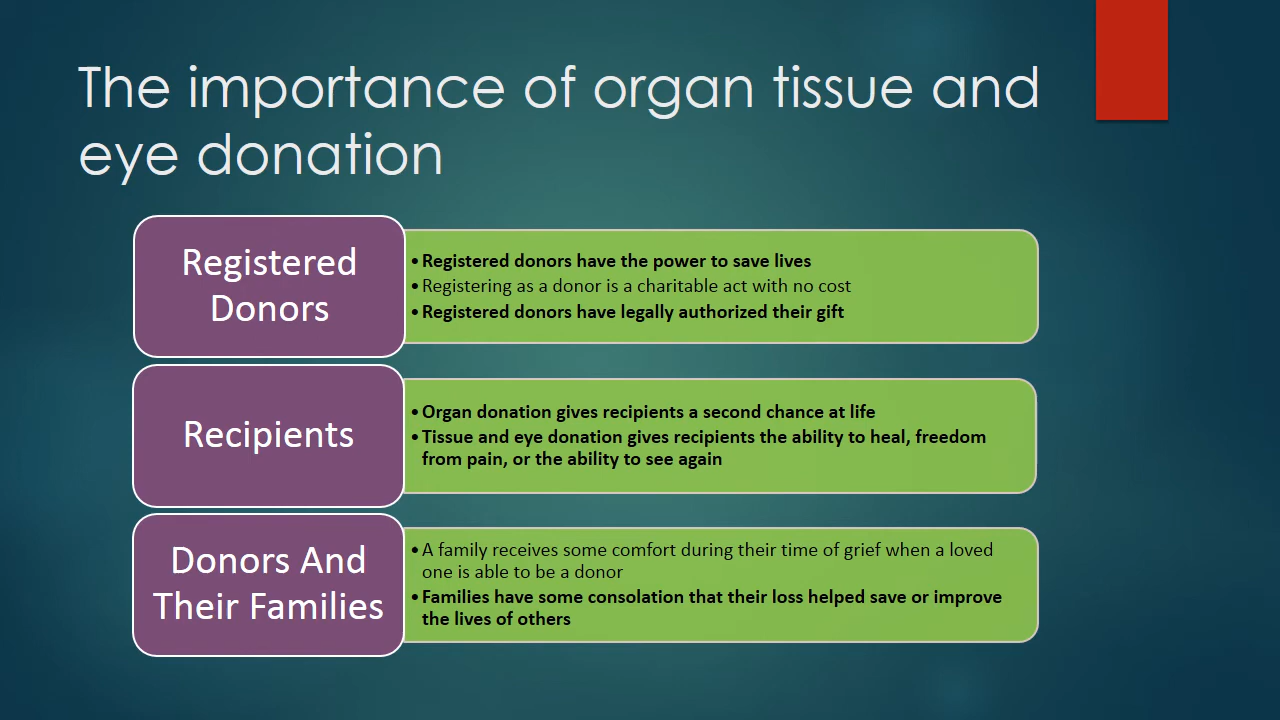 The importance of organ tissue and
eye donation
Registered
Donors
•Registered donors have the power to save lives
•Registering as a donor is a charitable act with no cost
•Registered donors have legally authorized their gift
Recipients
•Organ donation gives recipients a second chance at life
•Tissue and eye donation gives recipients the ability to heal, freedom
from pain, or the ability to see again
Donors And
Their Families
•A family receives some comfort during their time of grief when a loved
one is able to be a donor
•Families have some consolation that their loss helped save or improve
the lives of others